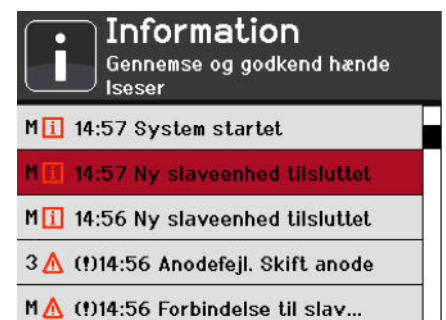 Information
Gennemse og godkend hænde
lseser
M i 14:57 System startet
M i 14:57 Ny slaveenhed tilsluttet
M i 14:56 Ny slaveenhed tilsluttet
3 (!)14:56 Anodefejl. Skift anode
M (!)14:56 Forbindelse til slav...